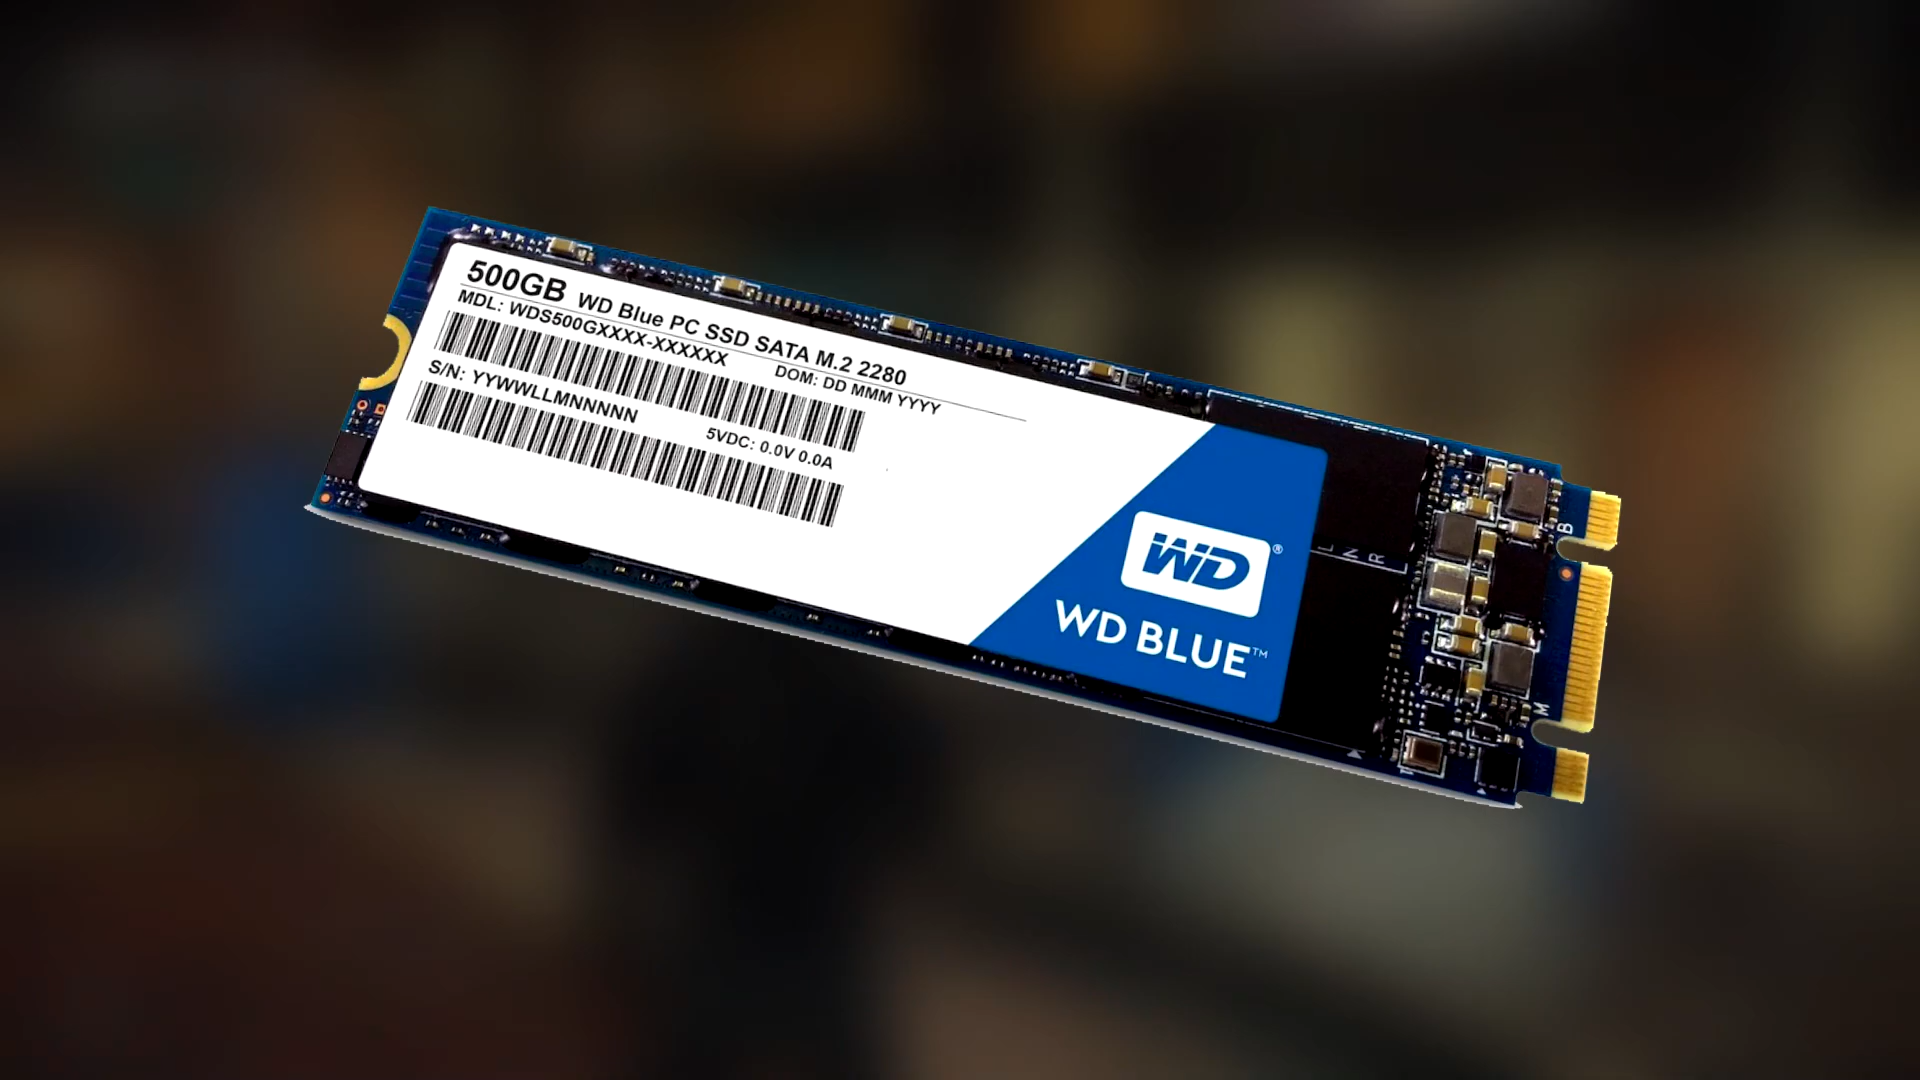 500GB WD Blue PC SSD SATA M.2 2280
MDL: WDS500GXXXX-XXXXXX
DOM: DD MMM YYYY
S/N: YYWWLLMNNNNN
5VDC: 0.0V 0.0A
WD®
WD BLUE™
L N R
B
M